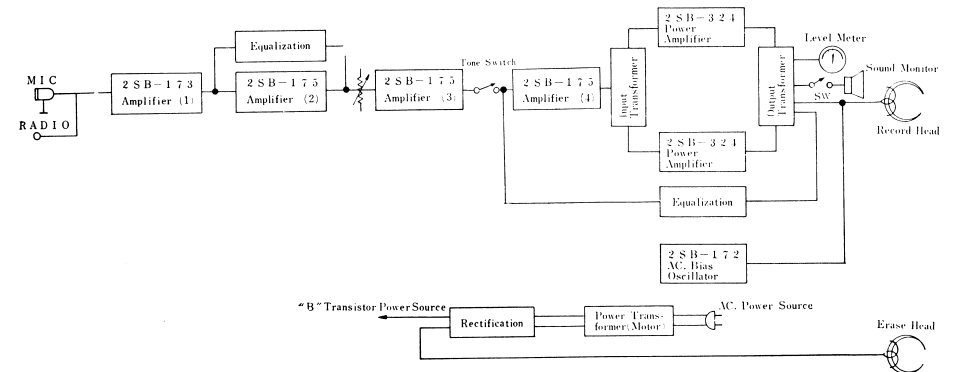 MIC
RADIO
2SB-173
Amplifier (1)
Equalization
2SB-175
Amplifier (2)
2SB-175
Amplifier (3)
Tone Switch
2SB-175
Amplifier (4)
Input
Transformer
2SB-324
Power
Amplifier
2SB-324
Power
Amplifier
Output
Transformer
Level Meter
Sound Monitor
SW
Record Head
Equalization
2SB-172
AC. Bias
Oscillator
"B" Transistor Power Source
Rectification
Power Trans-
former(Motor)
AC. Power Source
Erase Head